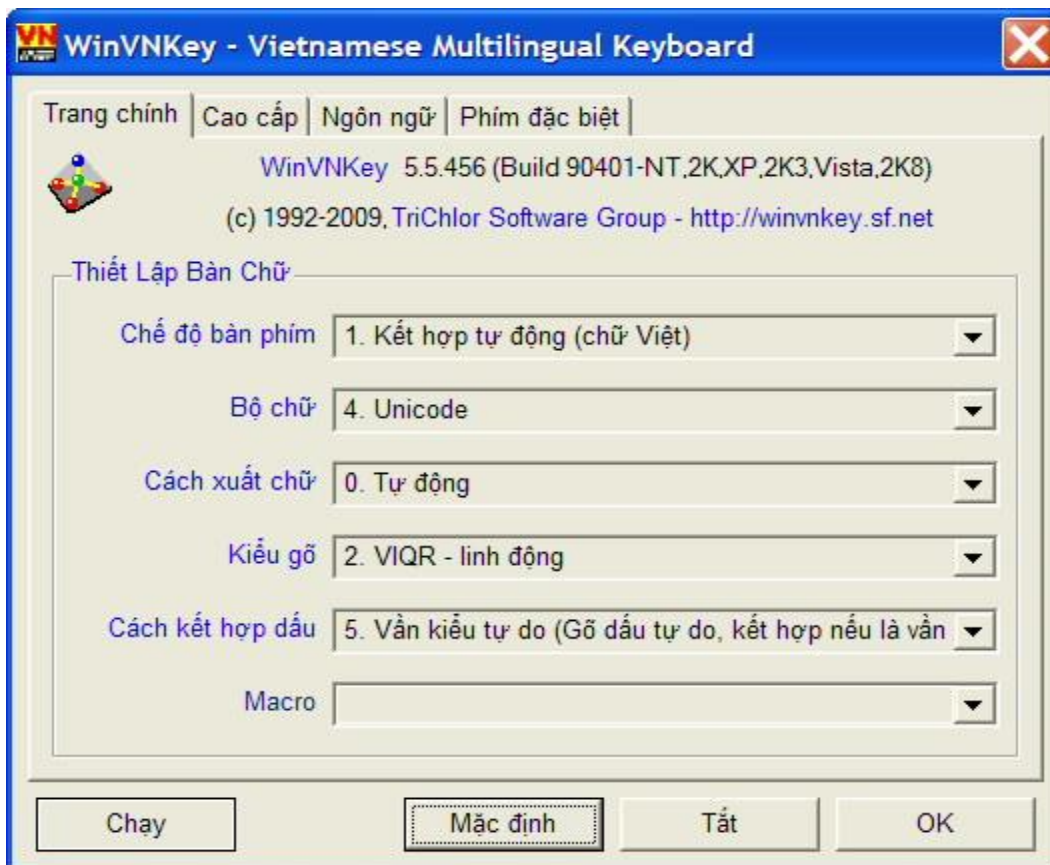 VN
WinVNKey - Vietnamese Multilingual Keyboard
Trang chính Cao cấp Ngôn ngữ Phím đặc biệt
WinVNKey 5.5.456 (Build 90401-NT,2K,XP,2K3,Vista,2K8)
(c) 1992-2009, TriChlor Software Group - http://winvnkey.sf.net
Thiết Lập Bàn Chữ
Chế độ bàn phím 1. Kết hợp tự động (chữ Việt)
Bộ chữ 4. Unicode
Cách xuất chữ 0. Tự động
Kiểu gõ 2. VIQR - linh động
Cách kết hợp dấu 5. Vần kiểu tự do (Gõ dấu tự do, kết hợp nếu là vần
Macro
Chạy Mặc định Tắt OK